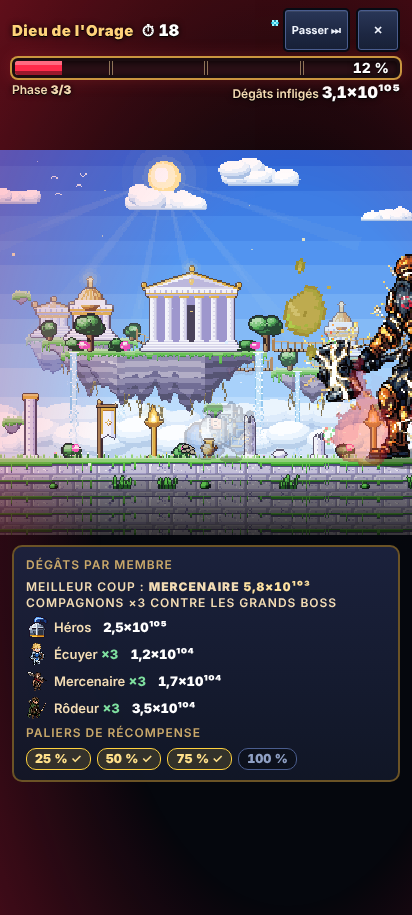 Dieu de l'Orage ⏱ 18
Passer ⏭
×
12 %
Phase 3/3
Dégâts infligés 3,1×10¹⁰⁵
DÉGÂTS PAR MEMBRE
MEILLEUR COUP : MERCENAIRE 5,8×10¹⁰³
COMPAGNONS ×3 CONTRE LES GRANDS BOSS
Héros 2,5×10¹⁰⁵
Écuyer ×3 1,2×10¹⁰⁴
Mercenaire ×3 1,7×10¹⁰⁴
Rôdeur ×3 3,5×10¹⁰⁴
PALIERS DE RÉCOMPENSE
25 % ✓ 50 % ✓ 75 % ✓ 100 %